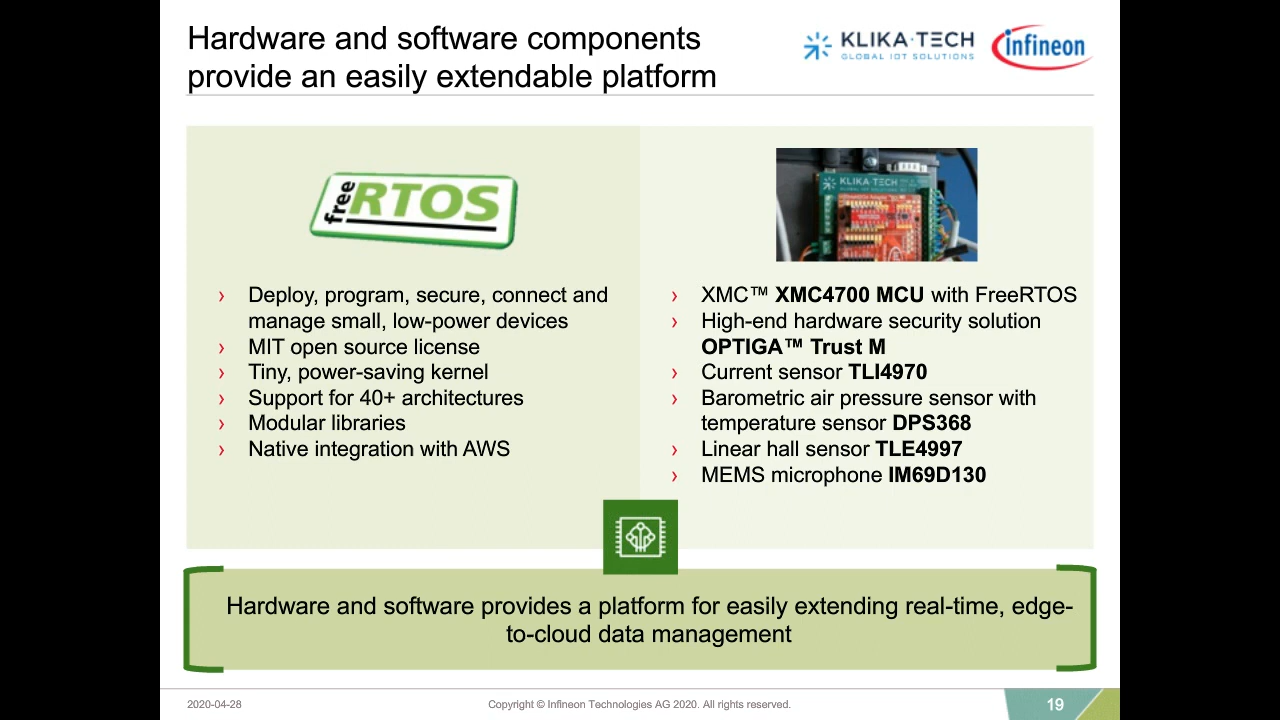 Hardware and software components
provide an easily extendable platform
KLIKA·TECH
GLOBAL IOT SOLUTIONS
infineon
free RTOS
KLIKA·TECH
› Deploy, program, secure, connect and
manage small, low-power devices
› MIT open source license
› Tiny, power-saving kernel
› Support for 40+ architectures
› Modular libraries
› Native integration with AWS
› XMC™ XMC4700 MCU with FreeRTOS
› High-end hardware security solution
OPTIGA™ Trust M
› Current sensor TLI4970
› Barometric air pressure sensor with
temperature sensor DPS368
› Linear hall sensor TLE4997
› MEMS microphone IM69D130
Hardware and software provides a platform for easily extending real-time, edge-
to-cloud data management
2020-04-28
Copyright © Infineon Technologies AG 2020. All rights reserved.
19